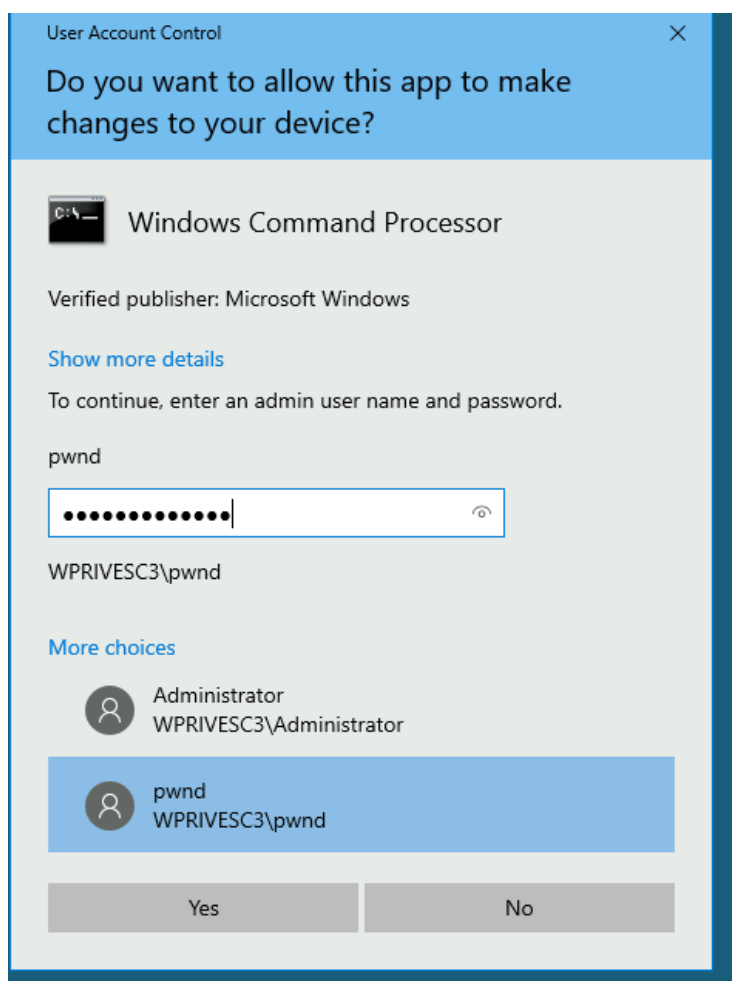 User Account Control
Do you want to allow this app to make
changes to your device?
C:\_
Windows Command Processor
Verified publisher: Microsoft Windows
Show more details
To continue, enter an admin user name and password.
pwnd
●●●●●●●●●●●●●
WPRIVESC3\pwnd
More choices
Administrator
WPRIVESC3\Administrator
pwnd
WPRIVESC3\pwnd
Yes
No